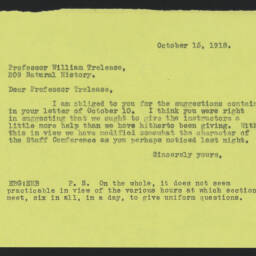 October 15, 1918.
Professor William Trelease,
209 Natural History.
Dear Professor Trelease:
I am obliged to you for the suggestions contain
in your letter of October 10. I think you were right
in suggesting that we ought to give the instructors a
little more help than we have hitherto been giving. With
this in view we have modified somewhat the character of
the Staff Conference as you perhaps noticed last night.
Sincerely yours,
P. S. On the whole, it does not seem
practicable in view of the various hours at which section
meet, six in all, in a day, to give uniform questions.